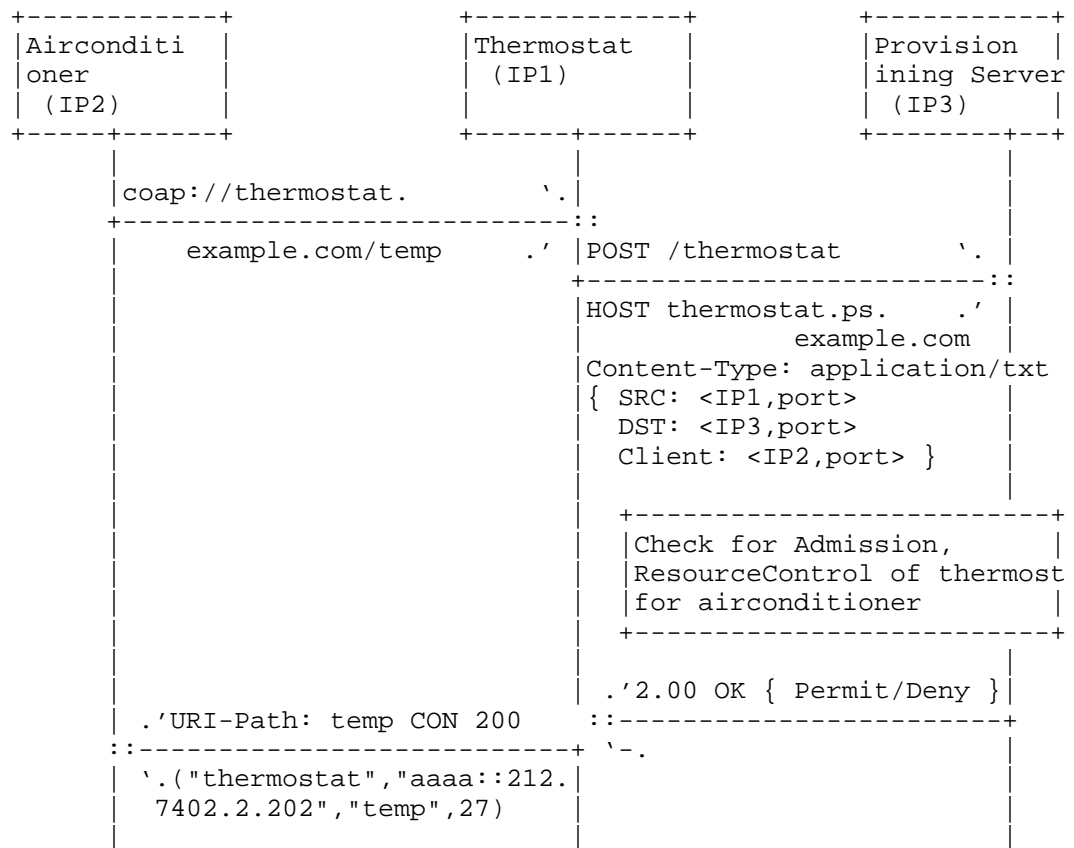 Airconditi Thermostat Provision
oner (IP1) ining Server
(IP2) (IP3)
coap://thermostat. `.
example.com/temp .' POST /thermostat `.
HOST thermostat.ps. .'
example.com
Content-Type: application/txt
{ SRC: <IP1,port>
DST: <IP3,port>
Client: <IP2,port> }
Check for Admission,
ResourceControl of thermost
for airconditioner
.'2.00 OK { Permit/Deny }
.'URI-Path: temp CON 200
`-.
`.("thermostat","aaaa::212.
7402.2.202","temp",27)